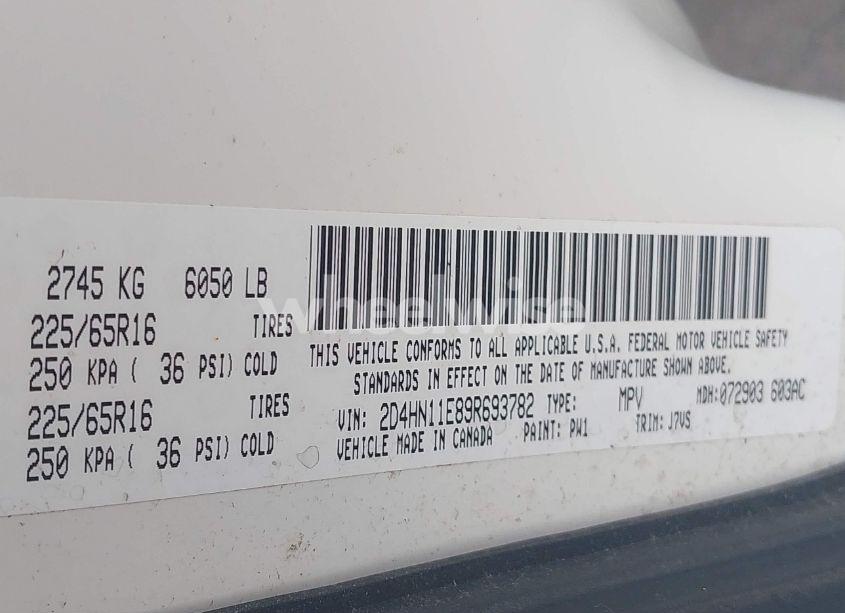 2745 KG 6050 LB
225/65R16 TIRES
250 KPA ( 36 PSI) COLD
225/65R16 TIRES
250 KPA ( 36 PSI) COLD
wheelwise
THIS VEHICLE CONFORMS TO ALL APPLICABLE U.S.A. FEDERAL MOTOR VEHICLE SAFETY
STANDARDS IN EFFECT ON THE DATE OF MANUFACTURE SHOWN ABOVE.
VIN: 2D4HN11E89R693782 TYPE: MPV MDH:072903 603AC
VEHICLE MADE IN CANADA PAINT: PW1 TRIM: J7VS